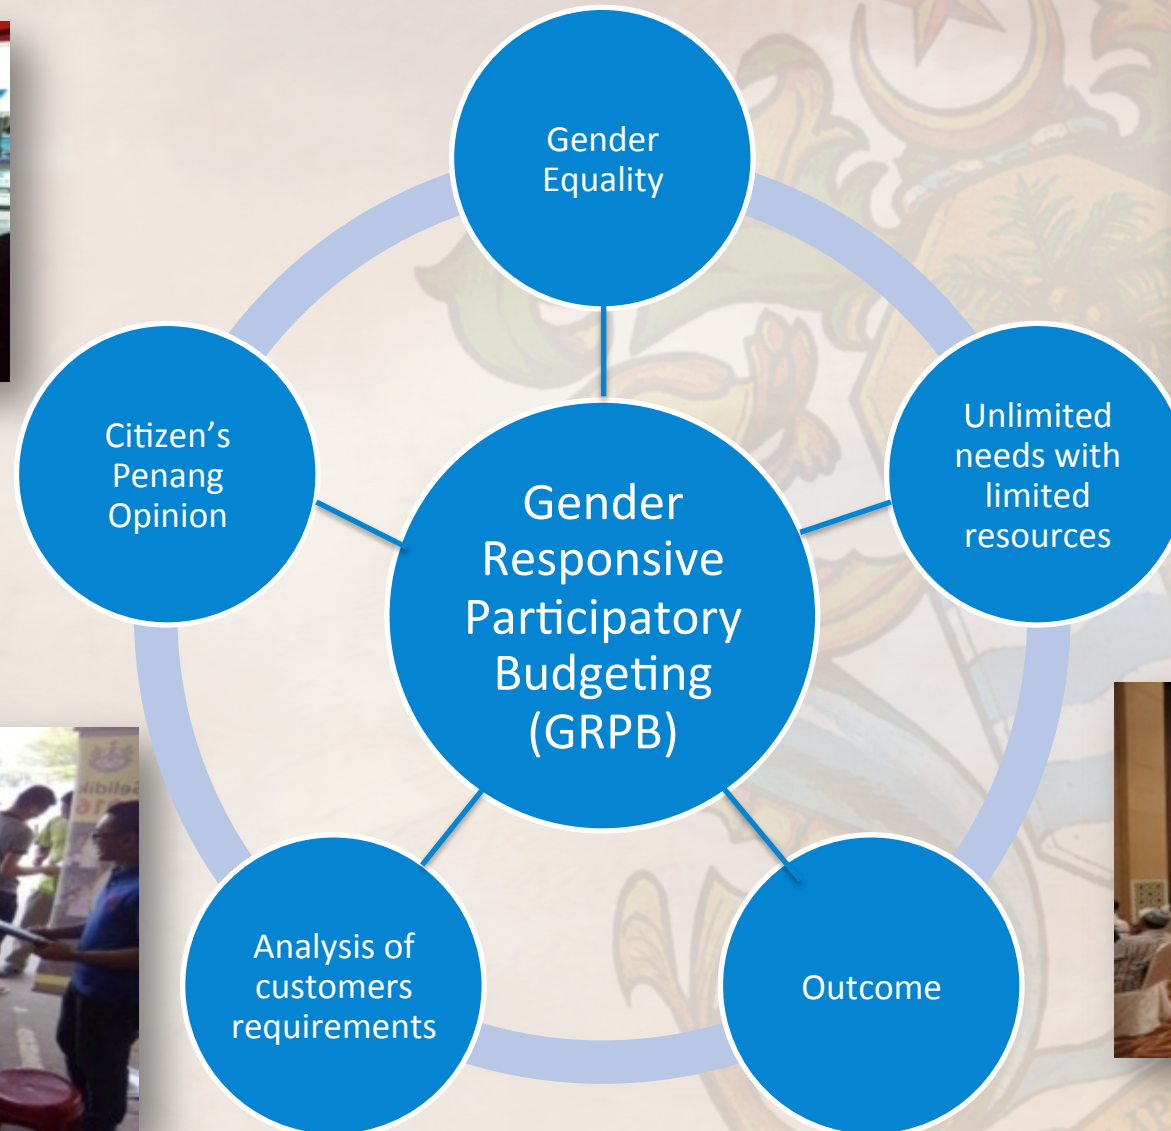 Gender
Equality
Unlimited
needs with
limited
resources
Citizen’s
Penang
Opinion
Gender
Responsive
Participatory
Budgeting
(GRPB)
Analysis of
customers
requirements
Outcome